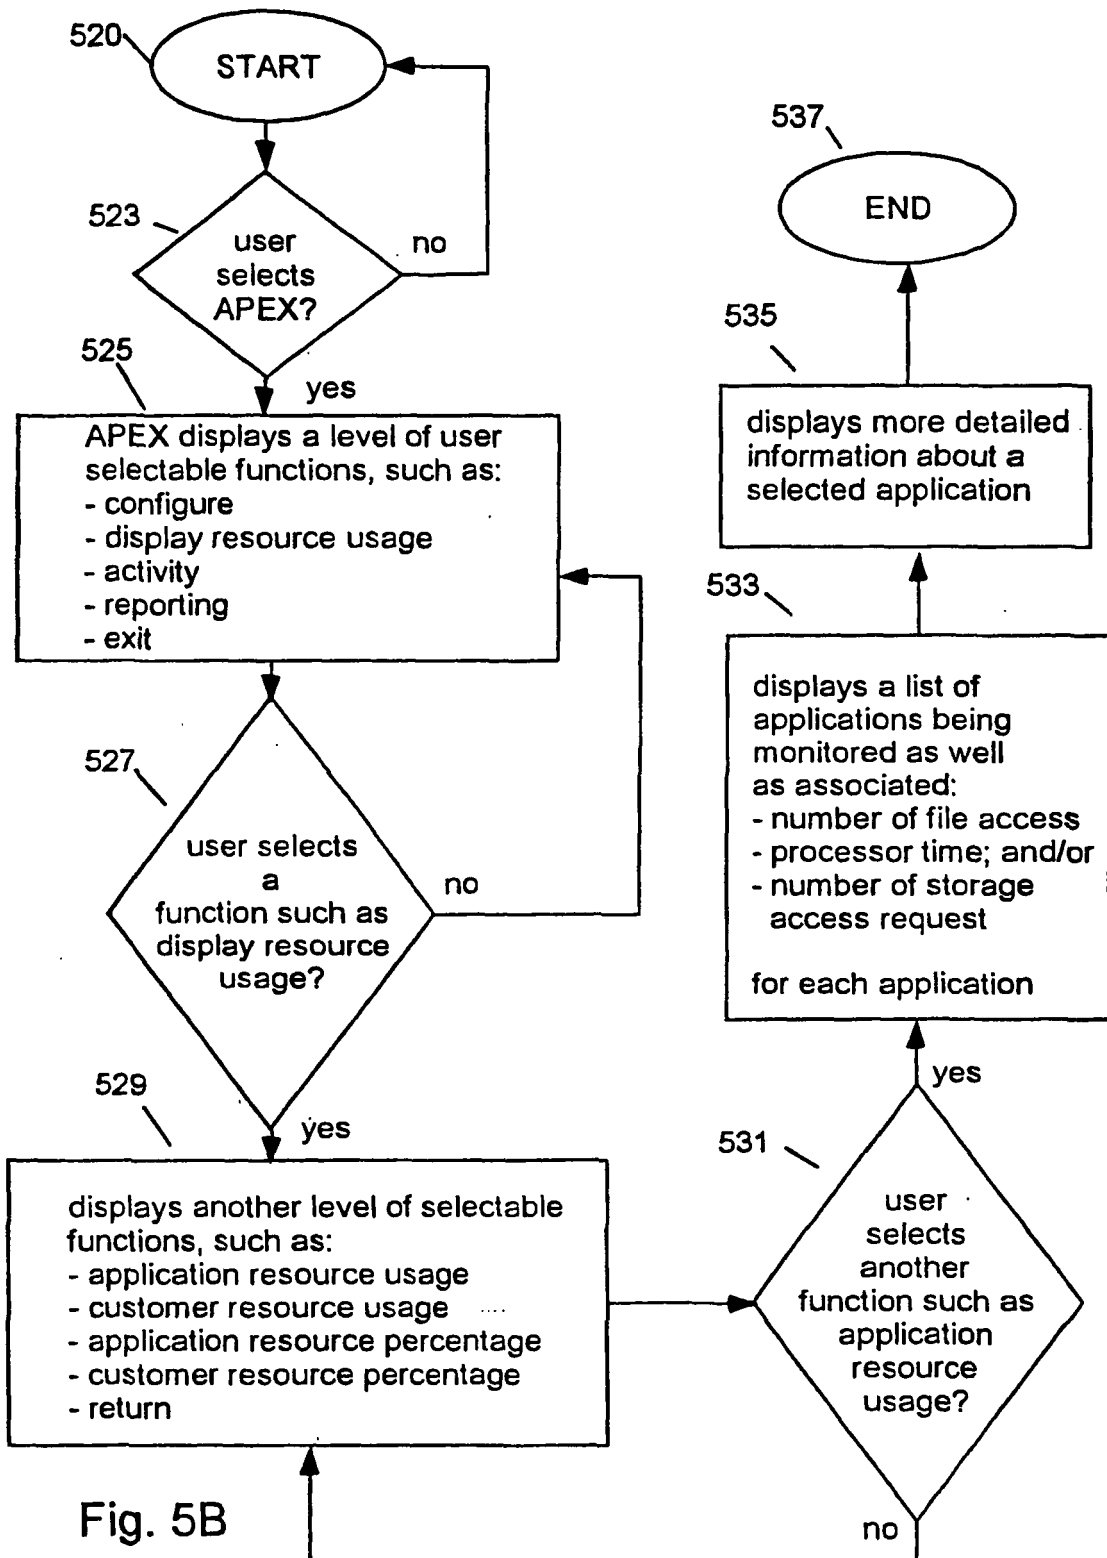 520
START
523
user
selects
APEX?
no
yes
525
APEX displays a level of user
selectable functions, such as:
- configure
- display resource usage
- activity
- reporting
- exit
527
user selects
a
function such as
display resource
usage?
no
yes
529
displays another level of selectable
functions, such as:
- application resource usage
- customer resource usage
- application resource percentage
- customer resource percentage
- return
531
user
selects
another
function such as
application
resource
usage?
yes
no
533
displays a list of
applications being
monitored as well
as associated:
- number of file access
- processor time; and/or
- number of storage
access request
for each application
535
displays more detailed
information about a
selected application
537
END
Fig. 5B